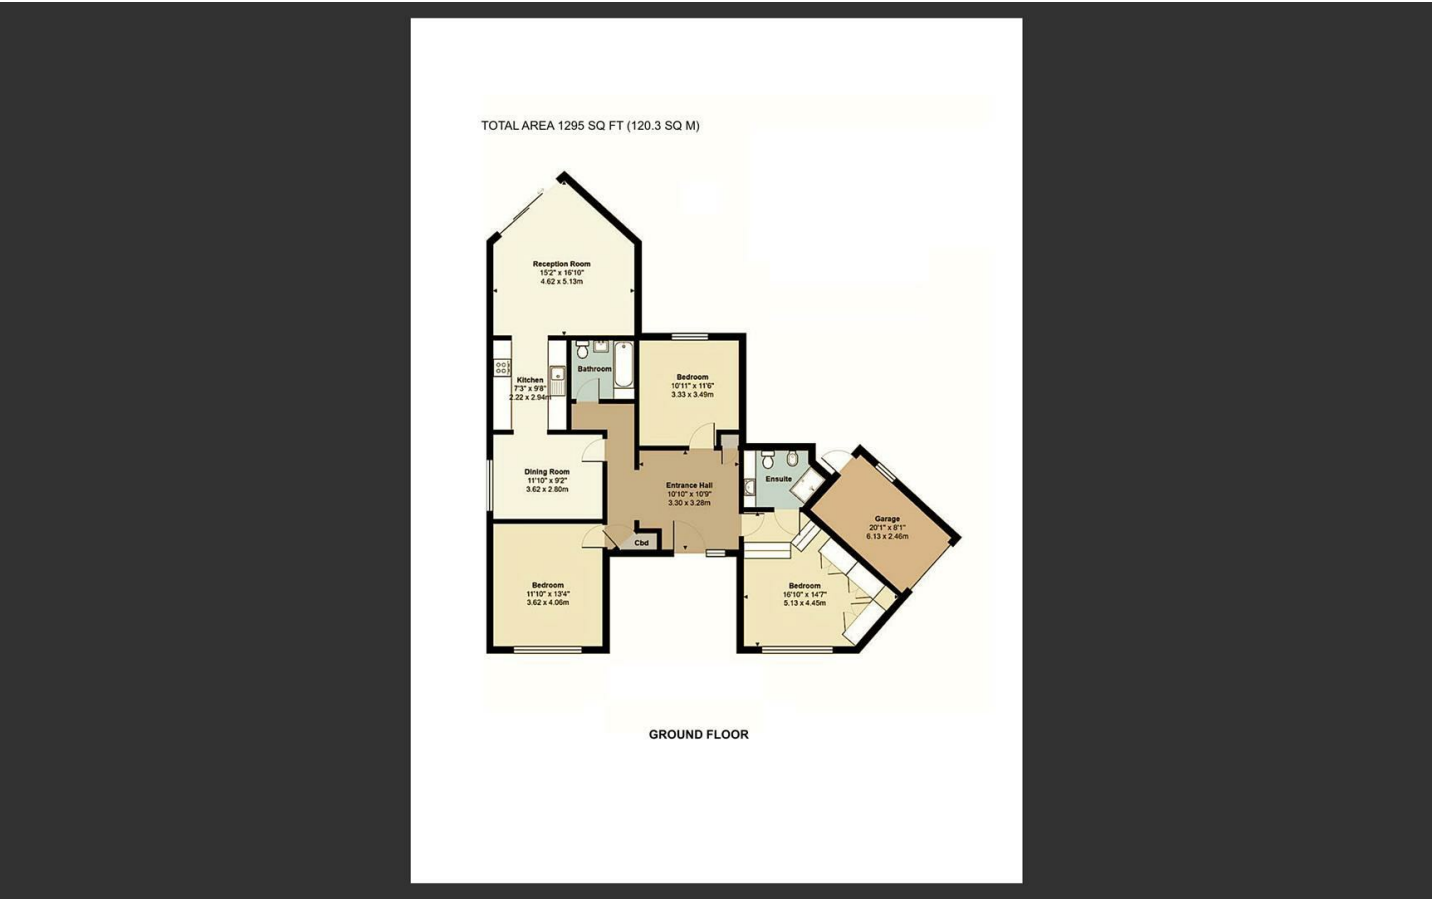 TOTAL AREA 1295 SQ FT (120.3 SQ M)
Reception Room
15'2" x 16'10"
4.62 x 5.13m
Kitchen
7'3" x 9'8"
2.22 x 2.94m
Bathroom
Bedroom
10'11" x 11'6"
3.33 x 3.49m
Dining Room
11'10" x 9'2"
3.62 x 2.80m
Entrance Hall
10'10" x 10'9"
3.30 x 3.28m
Ensuite
Garage
20'1" x 8'1"
6.13 x 2.46m
Cbd
Bedroom
11'10" x 13'4"
3.62 x 4.06m
Bedroom
16'10" x 14'7"
5.13 x 4.45m
GROUND FLOOR